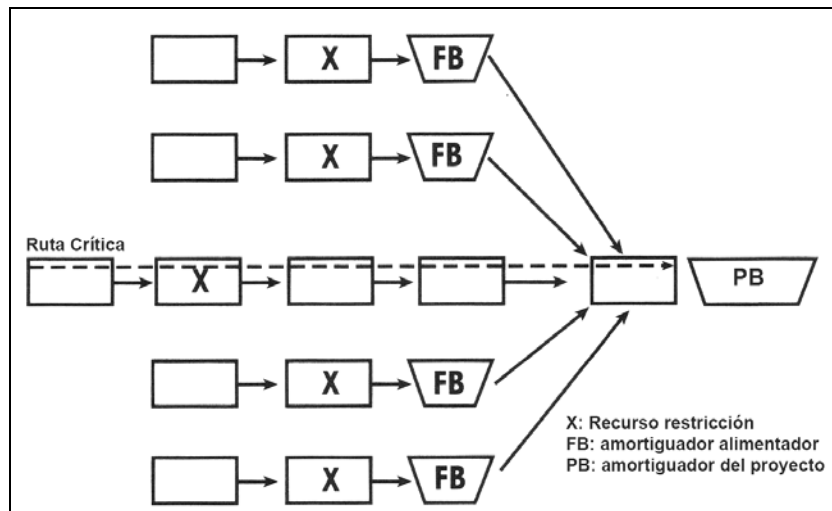 X
FB
X
FB
Ruta Crítica
X
PB
X
FB
X
FB
X: Recurso restricción
FB: amortiguador alimentador
PB: amortiguador del proyecto